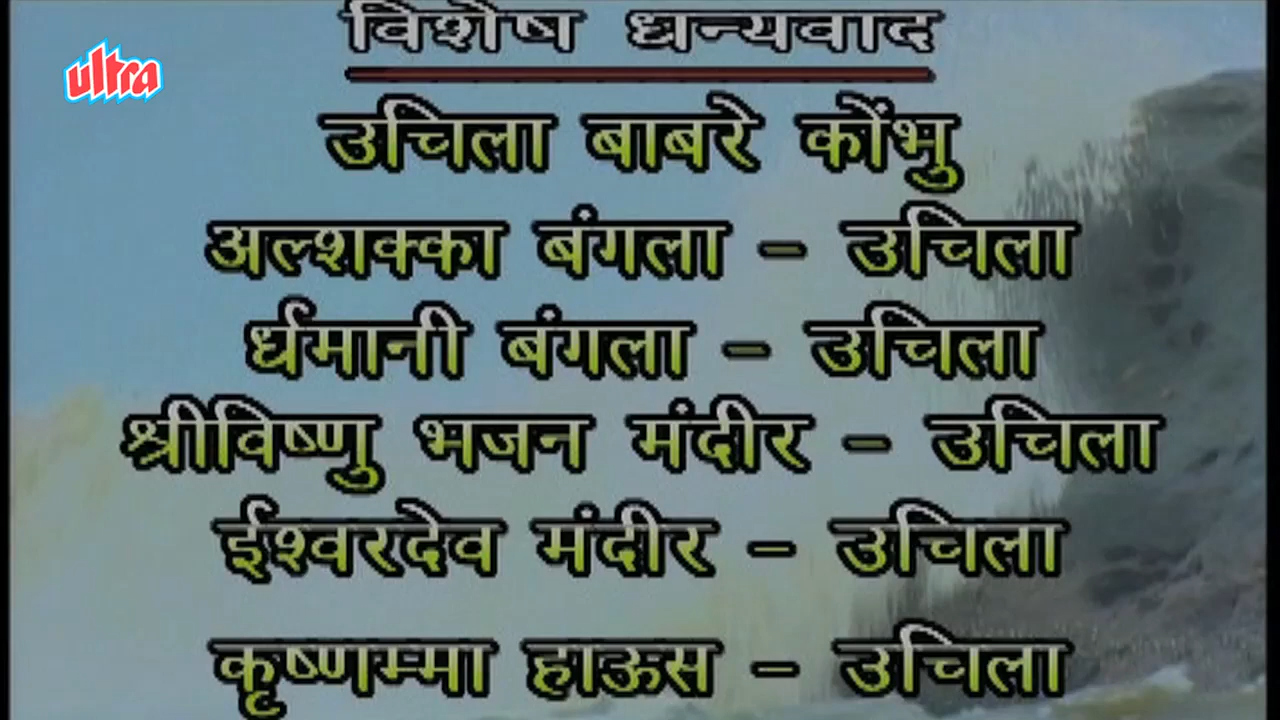 ultra
विशेष धन्यवाद
उचिला बाबरे कोंभु
अल्शक्का बंगला - उचिला
र्धमानी बंगला - उचिला
श्रीविष्णु भजन मंदीर - उचिला
ईश्वरदेव मंदीर - उचिला
कृष्णम्मा हाऊस - उचिला